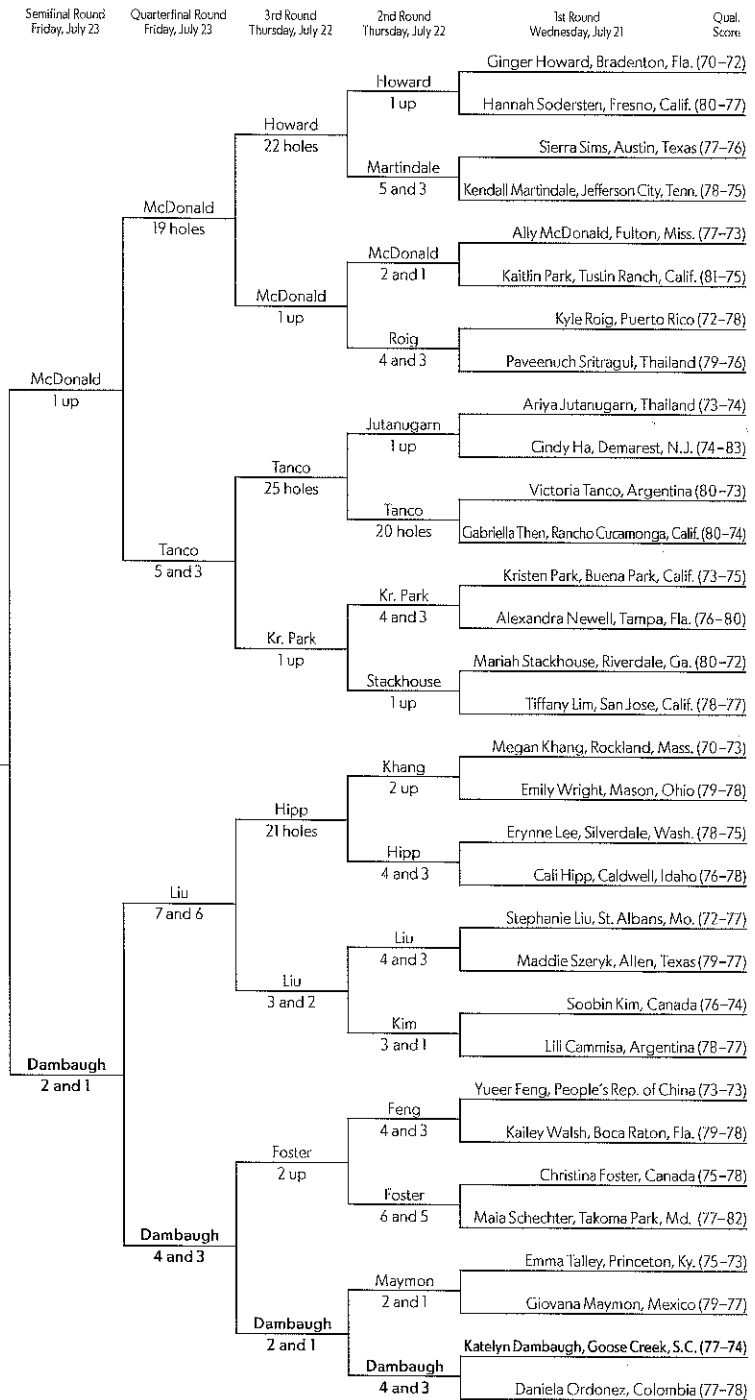 Semifinal Round
Friday, July 23
Quarterfinal Round
Friday, July 23
3rd Round
Thursday, July 22
2nd Round
Thursday, July 22
1st Round
Wednesday, July 21
Qual.
Score
Ginger Howard, Bradenton, Fla. (70-72)
Howard
1 up
Hannah Sodersten, Fresno, Calif. (80-77)
Howard
22 holes
Sierra Sims, Austin, Texas (77-76)
Martindale
5 and 3
Kendall Martindale, Jefferson City, Tenn. (78-75)
McDonald
19 holes
Ally McDonald, Fulton, Miss. (77-73)
McDonald
2 and 1
Kaitlin Park, Tustin Ranch, Calif. (81-75)
McDonald
1 up
Kyle Roig, Puerto Rico (72-78)
Roig
4 and 3
Paveenuch Sritragul, Thailand (79-76)
McDonald
1 up
Ariya Jutanugarn, Thailand (73-74)
Jutanugarn
1 up
Cindy Ha, Demarest, N.J. (74-83)
Tanco
25 holes
Victoria Tanco, Argentina (80-73)
Tanco
20 holes
Gabriella Then, Rancho Cucamonga, Calif. (80-74)
Tanco
5 and 3
Kristen Park, Buena Park, Calif. (73-75)
Kr. Park
4 and 3
Alexandra Newell, Tampa, Fla. (76-80)
Kr. Park
1 up
Mariah Stackhouse, Riverdale, Ga. (80-72)
Stackhouse
1 up
Tiffany Lim, San Jose, Calif. (78-77)
Megan Khang, Rockland, Mass. (70-73)
Khang
2 up
Emily Wright, Mason, Ohio (79-78)
Hipp
21 holes
Erynne Lee, Silverdale, Wash. (78-75)
Hipp
4 and 3
Cali Hipp, Caldwell, Idaho (76-78)
Liu
7 and 6
Stephanie Liu, St. Albans, Mo. (72-77)
Liu
4 and 3
Maddie Szeryk, Allen, Texas (79-77)
Liu
3 and 2
Soobin Kim, Canada (76-74)
Kim
3 and 1
Lili Cammisa, Argentina (78-77)
Dambaugh
2 and 1
Yueer Feng, People's Rep. of China (73-73)
Feng
4 and 3
Kailey Walsh, Boca Raton, Fla. (79-78)
Foster
2 up
Christina Foster, Canada (75-78)
Foster
6 and 5
Maia Schechter, Takoma Park, Md. (77-82)
Dambaugh
4 and 3
Emma Talley, Princeton, Ky. (75-73)
Maymon
2 and 1
Giovana Maymon, Mexico (79-77)
Dambaugh
2 and 1
Katelyn Dambaugh, Goose Creek, S.C. (77-74)
Dambaugh
4 and 3
Daniela Ordonez, Colombia (77-78)